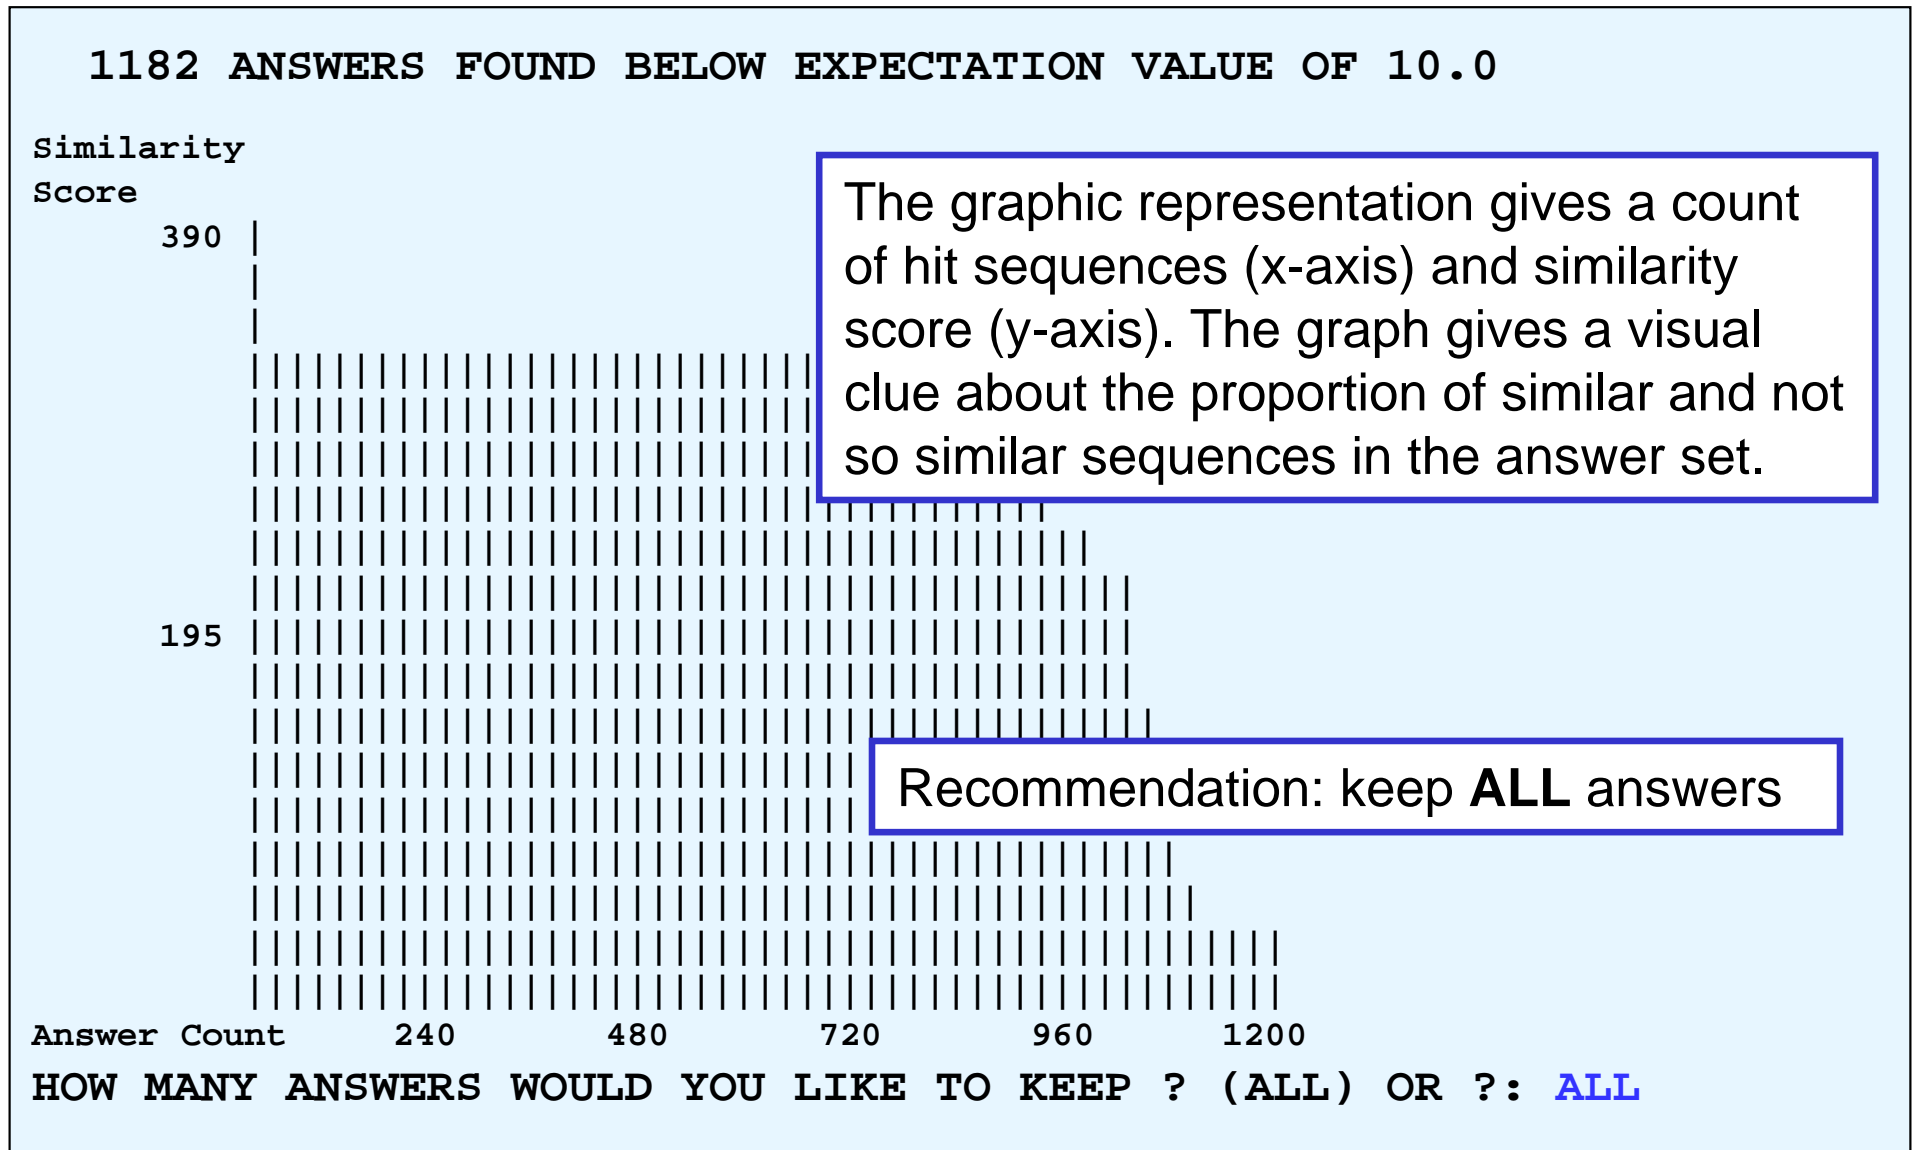 1182 ANSWERS FOUND BELOW EXPECTATION VALUE OF 10.0
Similarity
Score
390
The graphic representation gives a count
of hit sequences (x-axis) and similarity
score (y-axis). The graph gives a visual
clue about the proportion of similar and not
so similar sequences in the answer set.
195
Recommendation: keep ALL answers
Answer Count 240 480 720 960 1200
HOW MANY ANSWERS WOULD YOU LIKE TO KEEP ? (ALL) OR ?: ALL